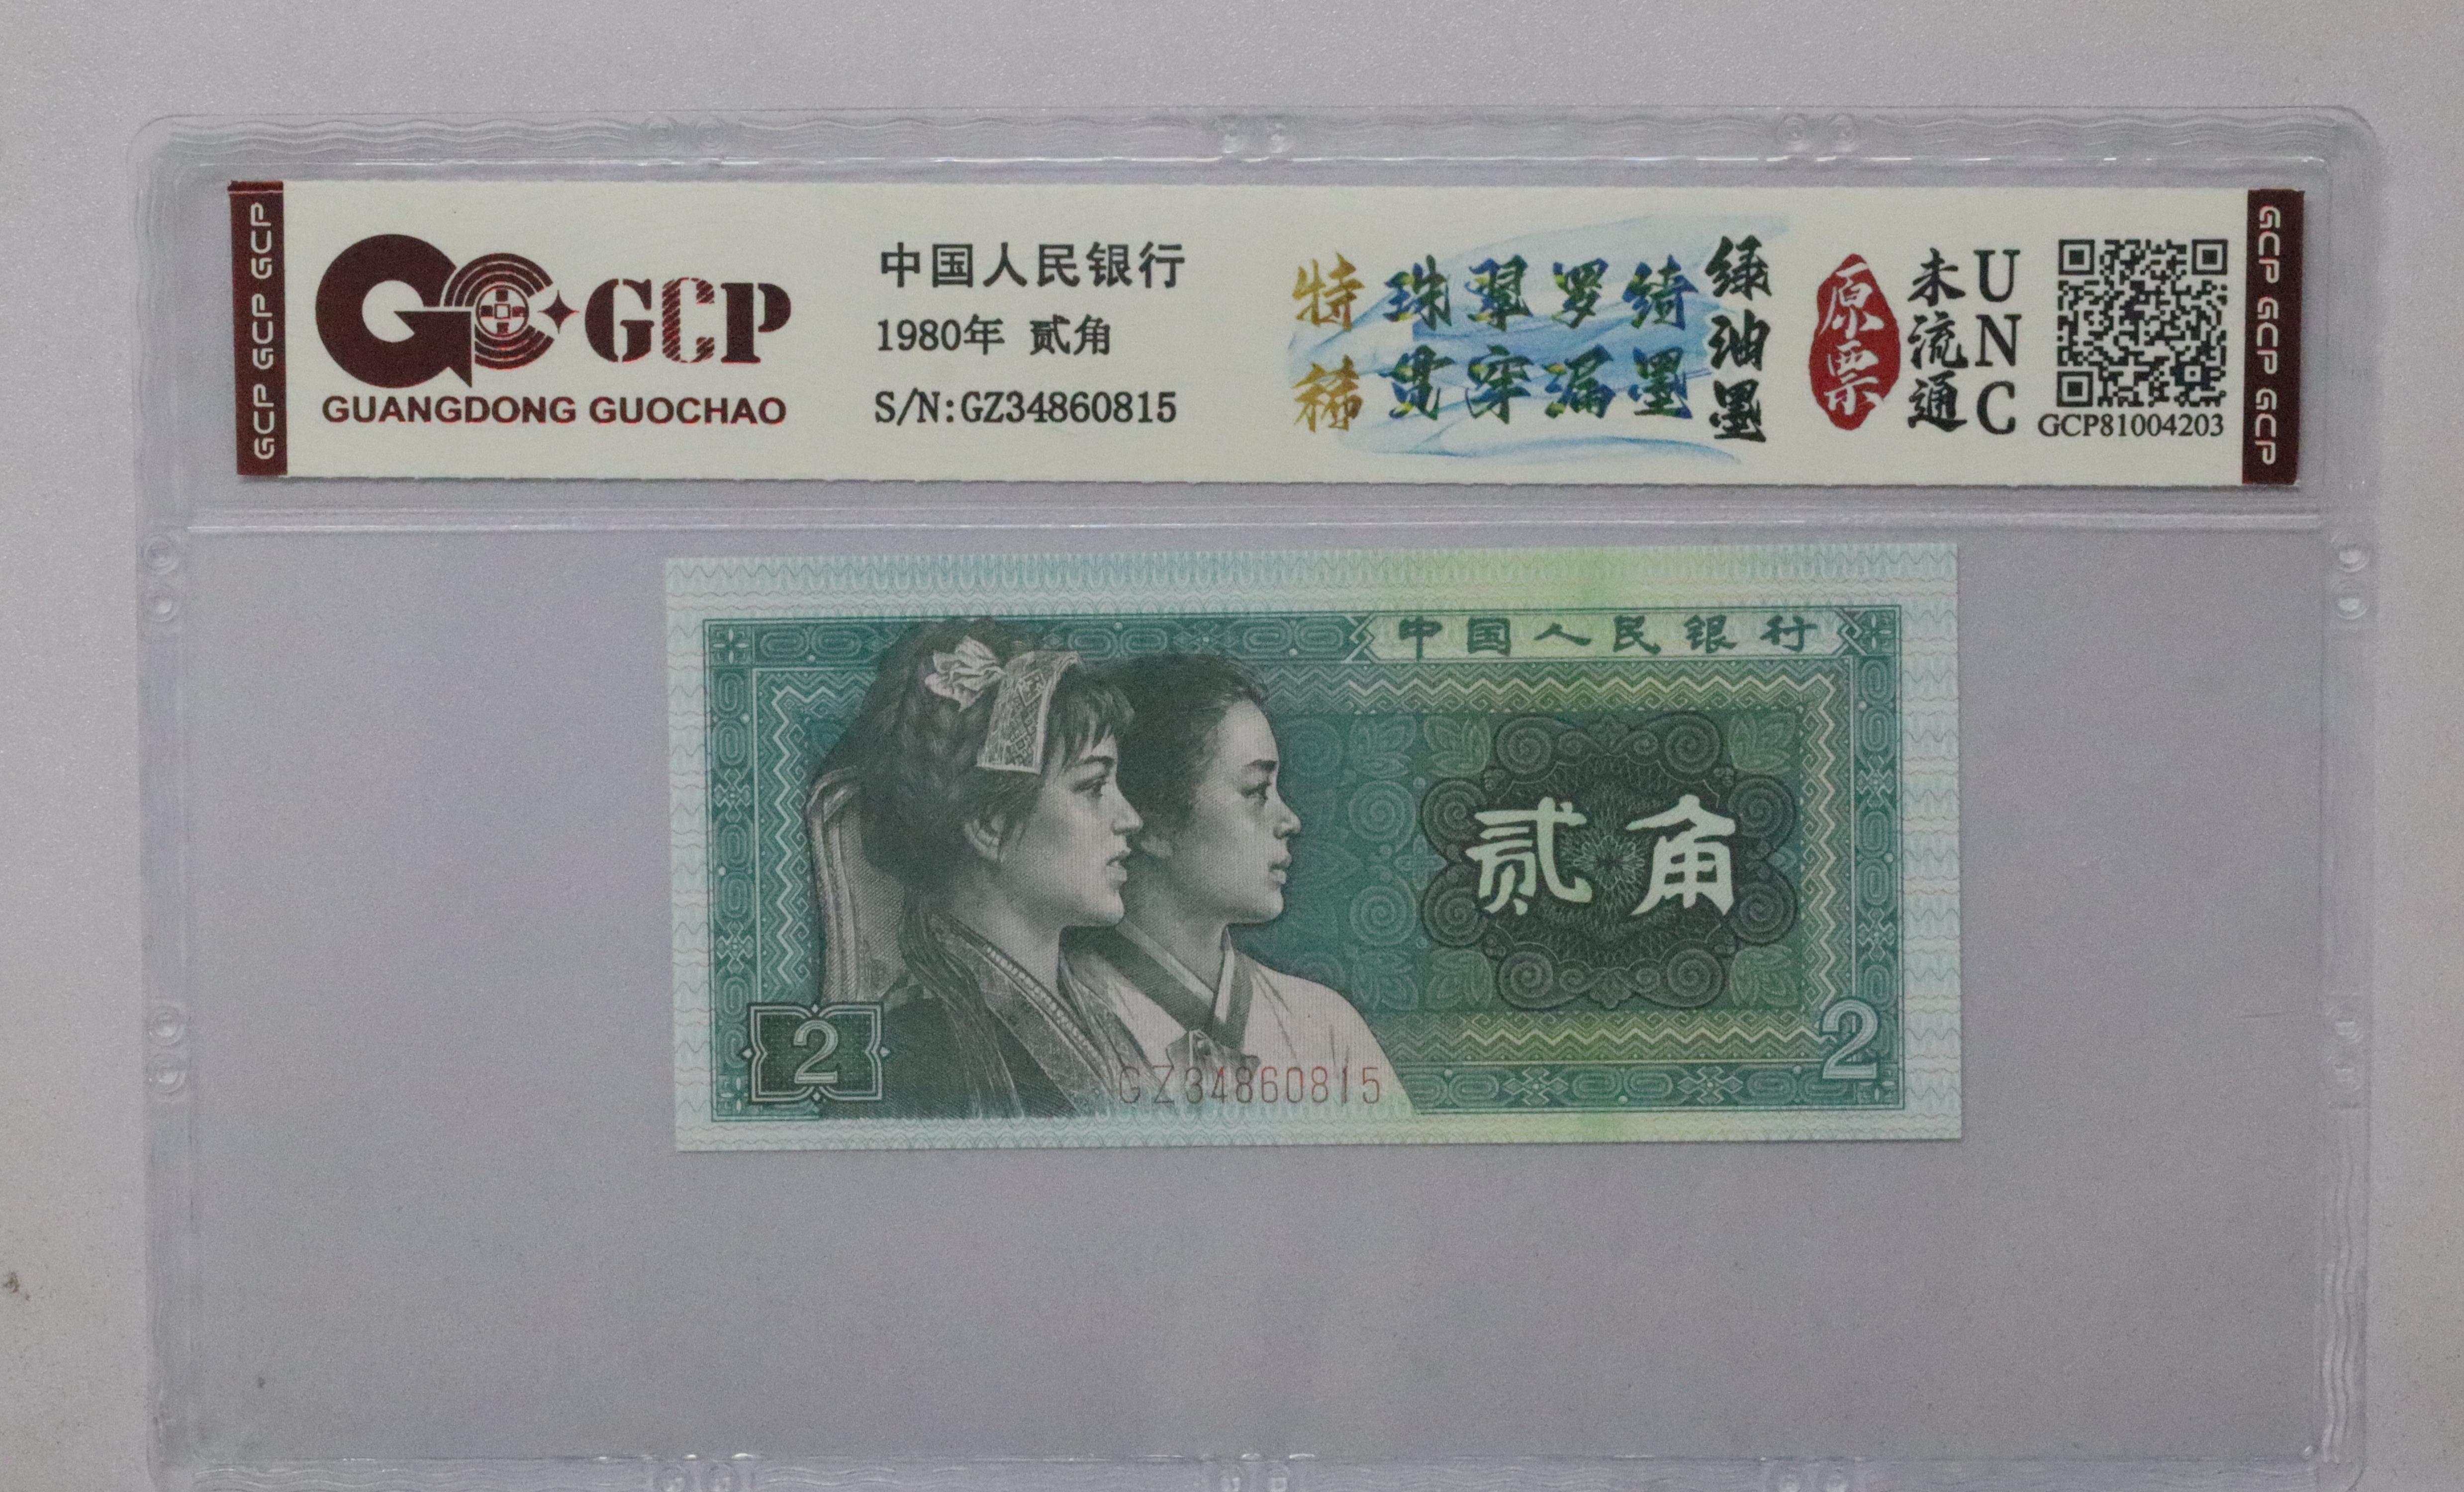 GCP GCP GCP
GCP
GUANGDONG GUOCHAO
中国人民银行
1980年 贰角
S/N:GZ34860815
特稀
珠翠罗绮
贯穿漏墨
绿油墨
原票
未流通
UNC
GCP81004203
GCP GCP GCP
中国人民银行
贰角
2
2
GZ34860815